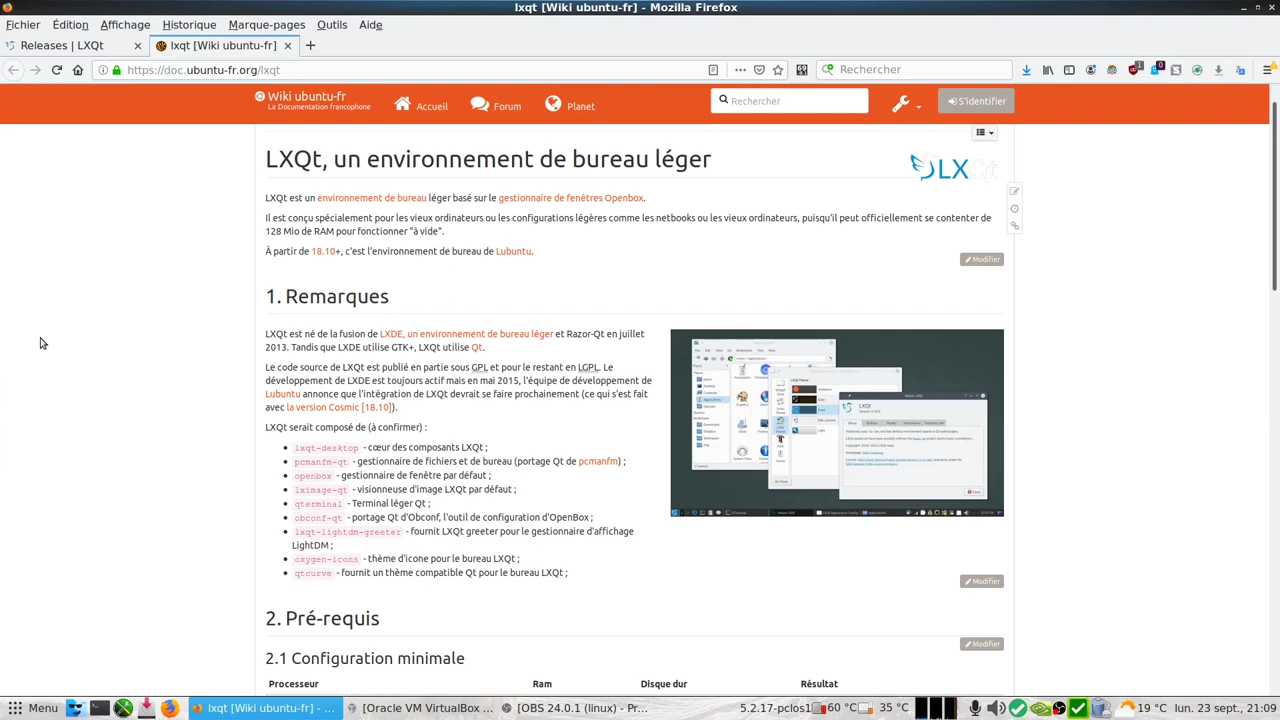 lxqt [Wiki ubuntu-fr] - Mozilla Firefox
Fichier Édition Affichage Historique Marque-pages Outils Aide
Releases | LXQt
lxqt [Wiki ubuntu-fr]
https://doc.ubuntu-fr.org/lxqt
Rechercher
1
0
Wiki ubuntu-fr
La Documentation francophone
Accueil
Forum
Planet
Rechercher
S'identifier
LXQt, un environnement de bureau léger
LXQt
LXQt est un environnement de bureau léger basé sur le gestionnaire de fenêtres Openbox.
Il est conçu spécialement pour les vieux ordinateurs ou les configurations légères comme les netbooks ou les vieux ordinateurs, puisqu'il peut officiellement se contenter de
128 Mio de RAM pour fonctionner "à vide".
À partir de 18.10+, c'est l'environnement de bureau de Lubuntu.
Modifier
1. Remarques
LXQt est né de la fusion de LXDE, un environnement de bureau léger et Razor-Qt en juillet
2013. Tandis que LXDE utilise GTK+, LXQt utilise Qt.
Le code source de LXQt est publié en partie sous GPL et pour le restant en LGPL. Le
développement de LXDE est toujours actif mais en mai 2015, l'équipe de développement de
Lubuntu annonce que l'intégration de LXQt devrait se faire prochainement (ce qui s'est fait
avec la version Cosmic [18.10]).
LXQt serait composé de (à confirmer) :
lxqt-desktop - cœur des composants LXQt ;
pcmanfm-qt - gestionnaire de fichiers et de bureau (portage Qt de pcmanfm) ;
openbox - gestionnaire de fenêtre par défaut ;
lximage-qt - visionneuse d'image LXQt par défaut ;
qterminal - Terminal léger Qt ;
obconf-qt - portage Qt d'Obconf, l'outil de configuration d'OpenBox ;
lxqt-lightdm-greeter - fournit LXQt greeter pour le gestionnaire d'affichage
LightDM ;
oxygen-icons - thème d'icone pour le bureau LXQt ;
qtcurve - fournit un thème compatible Qt pour le bureau LXQt ;
Modifier
2. Pré-requis
Modifier
2.1 Configuration minimale
Processeur Ram Disque dur Résultat
Menu
lxqt [Wiki ubuntu-fr] - ...
[Oracle VM VirtualBox ...
[OBS 24.0.1 (linux) - Pr...
5.2.17-pclos1
60 °C
35 °C
19 °C
lun. 23 sept., 21:09